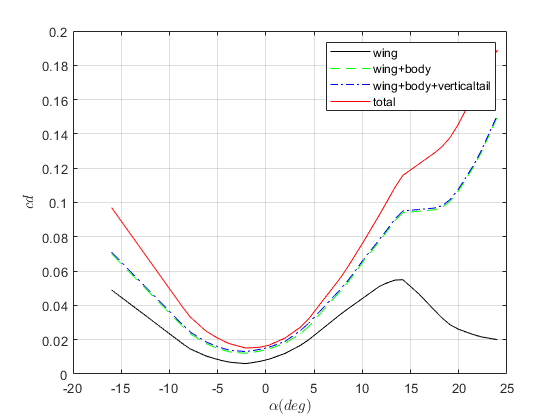 0.2
0.18
0.16
0.14
0.12
0.1
0.08
0.06
0.04
0.02
0
cd
wing
wing+body
wing+body+verticaltail
total
-20 -15 -10 -5 0 5 10 15 20 25
α(deg)